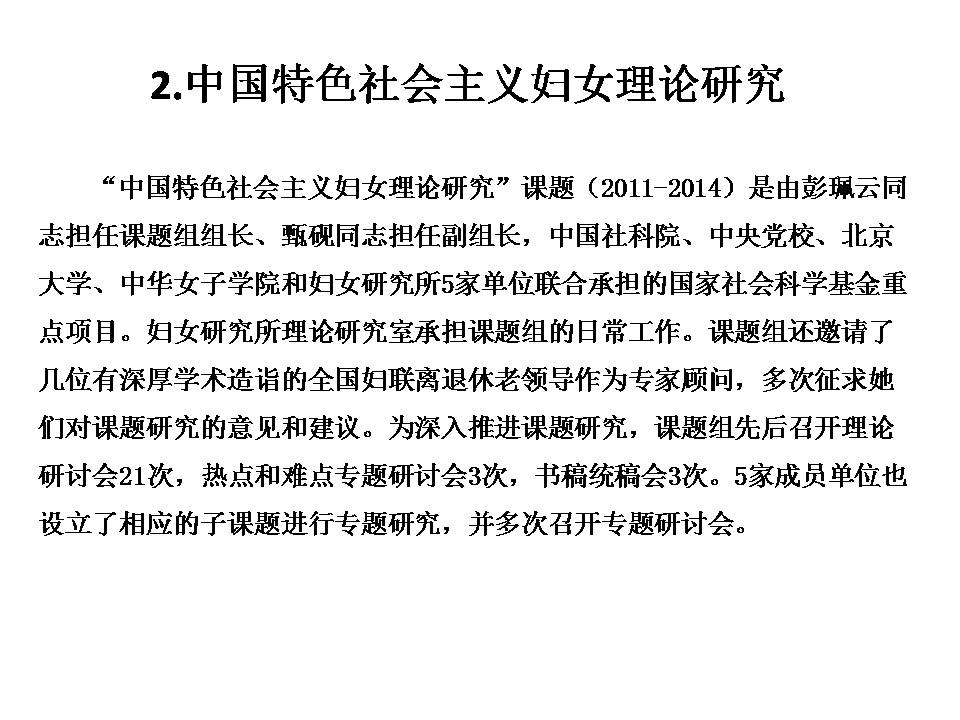 2.中国特色社会主义妇女理论研究
“中国特色社会主义妇女理论研究”课题（2011-2014）是由彭珮云同
志担任课题组组长、甄砚同志担任副组长，中国社科院、中央党校、北京
大学、中华女子学院和妇女研究所5家单位联合承担的国家社会科学基金重
点项目。妇女研究所理论研究室承担课题组的日常工作。课题组还邀请了
几位有深厚学术造诣的全国妇联离退休老领导作为专家顾问，多次征求她
们对课题研究的意见和建议。为深入推进课题研究，课题组先后召开理论
研讨会21次，热点和难点专题研讨会3次，书稿统稿会3次。5家成员单位也
设立了相应的子课题进行专题研究，并多次召开专题研讨会。